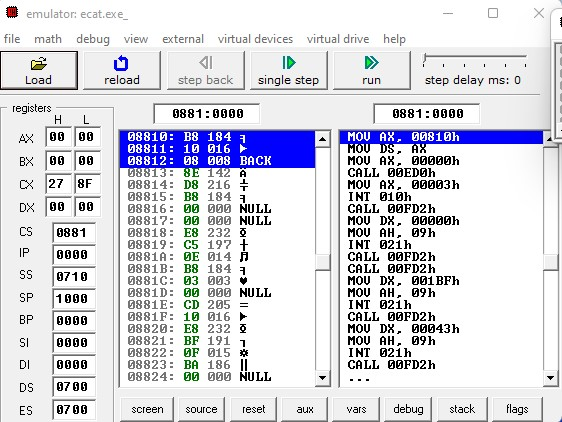 emulator: ecat.exe_
file math debug view external virtual devices virtual drive help
Load reload step back single step run step delay ms: 0
registers
H L
0881:0000 0881:0000
AX 00 00
BX 00 00
CX 27 8F
DX 00 00
CS 0881
IP 0000
SS 0710
SP 1000
BP 0000
SI 0000
DI 0000
DS 0700
ES 0700
08810: B8 184 ╕
08811: 10 016 ►
08812: 08 008 BACK
08813: 8E 142 A
08814: D8 216 ╪
08815: B8 184 ╕
08816: 00 000 NULL
08817: 00 000 NULL
08818: E8 232
08819: C5 197 ┼
0881A: 0E 014 ♫
0881B: B8 184 ╕
0881C: 03 003 ♥
0881D: 00 000 NULL
0881E: CD 205 ═
0881F: 10 016 ►
08820: E8 232
08821: BF 191 ┐
08822: 0F 015 ☼
08823: BA 186 ║
08824: 00 000 NULL
MOV AX, 00810h
MOV DS, AX
MOV AX, 00000h
CALL 00ED0h
MOV AX, 00003h
INT 010h
CALL 00FD2h
MOV DX, 00000h
MOV AH, 09h
INT 021h
CALL 00FD2h
CALL 00FD2h
MOV DX, 001BFh
MOV AH, 09h
INT 021h
CALL 00FD2h
MOV DX, 00043h
MOV AH, 09h
INT 021h
CALL 00FD2h
...
screen source reset aux vars debug stack flags